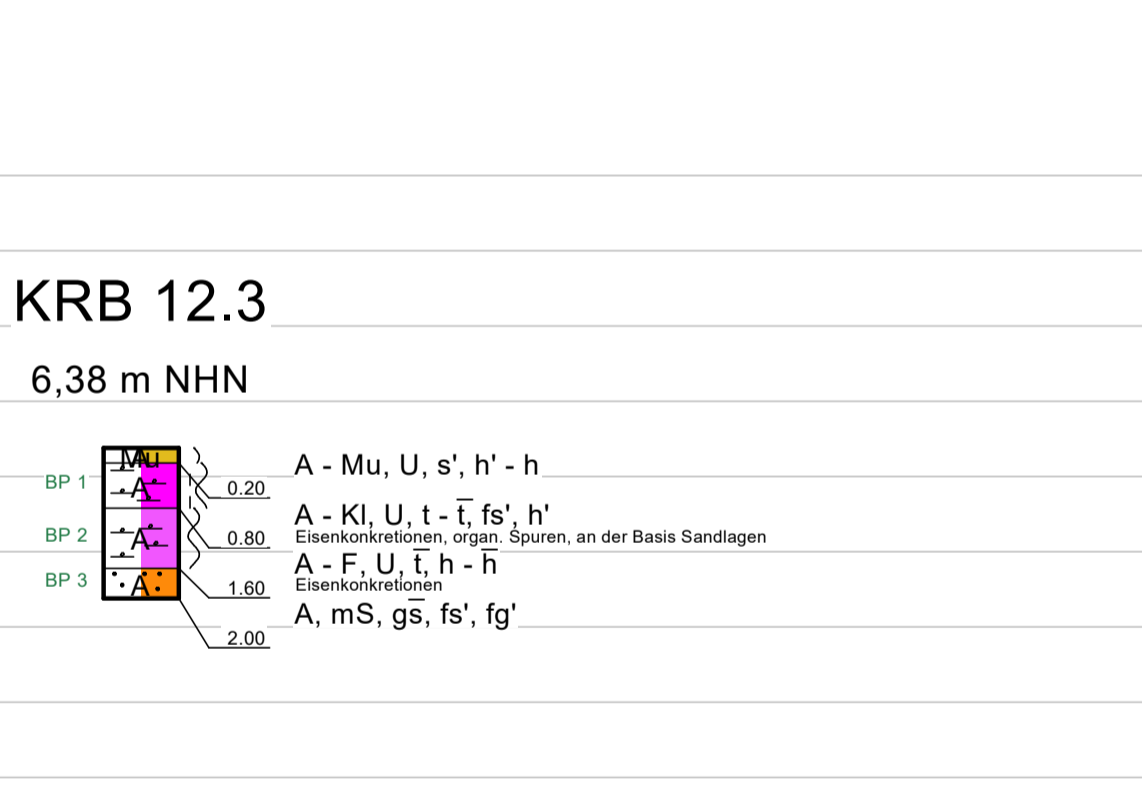 KRB 12.3
6,38 m NHN
Mu
A - Mu, U, s', h' - h
BP 1
A
0.20
A - Kl, U, t - t̅, fs', h'
BP 2
A
0.80
Eisenkonkretionen, organ. Spuren, an der Basis Sandlagen
A - F, U, t̅, h - h̅
BP 3
A
1.60
Eisenkonkretionen
A, mS, gs̅, fs', fg'
2.00